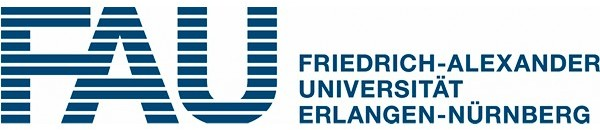 FAU
FRIEDRICH-ALEXANDER
UNIVERSITÄT
ERLANGEN-NÜRNBERG